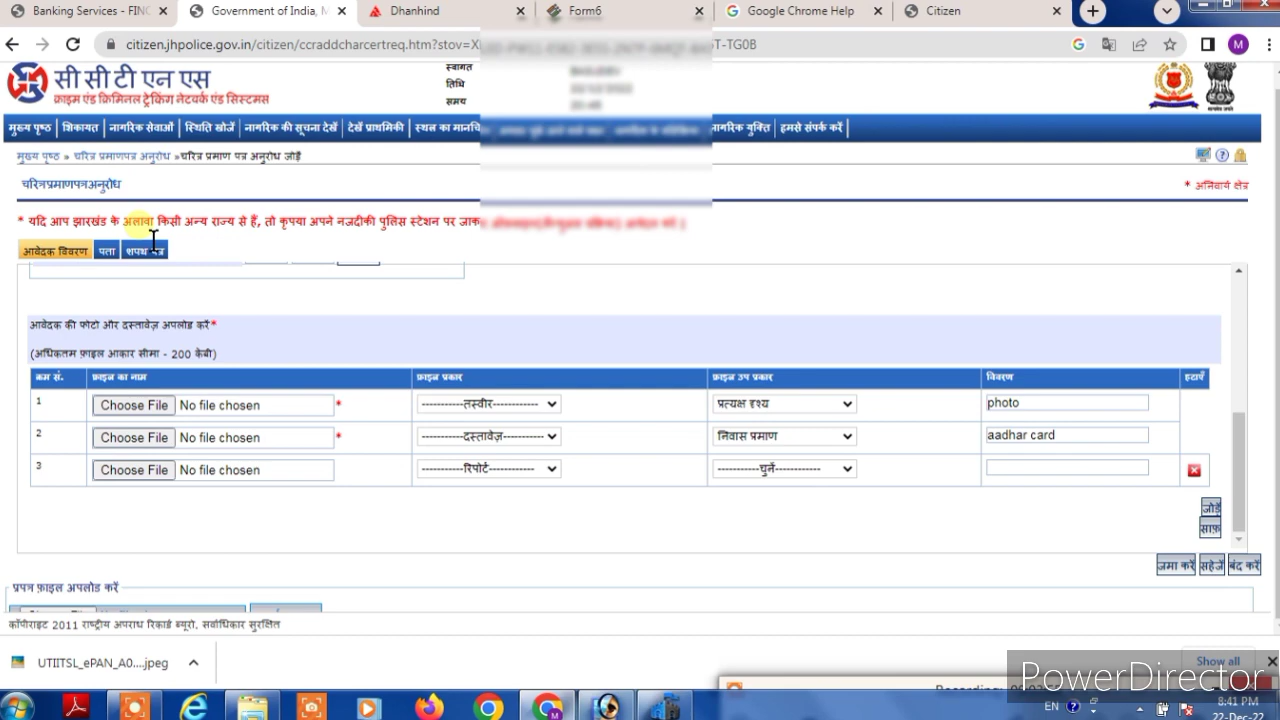 Banking Services - FINO
Government of India, M
Dhanhind
Form6
Google Chrome Help
Citizen
citizen.jhpolice.gov.in/citizen/ccraddcharcertreq.htm?stov=X
T-TG0B
सी सी टी एन एस
क्राइम एंड क्रिमिनल ट्रेकिंग नेटवर्क एंड सिस्टमस
स्वागत
तिथि
समय
मुख्य पृष्ठ | शिकायत | नागरिक सेवाओं | स्थिति खोजें | नागरिक की सूचना देखें | देखें प्राथमिकी | स्थल का मानचि
नागरिक युक्ति | हमसे संपर्क करें |
मुख्य पृष्ठ » चरित्र प्रमाणपत्र अनुरोध »चरित्र प्रमाण पत्र अनुरोध जोड़ें
चरित्रप्रमाणपत्रअनुरोध
* अनिवार्य क्षेत्र
* यदि आप झारखंड के अलावा किसी अन्य राज्य से हैं, तो कृपया अपने नजदीकी पुलिस स्टेशन पर जाक
आवेदक विवरण पता शपथ पत्र
आवेदक की फोटो और दस्तावेज़ अपलोड करें*
(अधिकतम फ़ाइल आकार सीमा - 200 केबी)
क्रम सं. फ़ाइल का नाम फ़ाइल प्रकार फ़ाइल उप प्रकार विवरण हटाएँ
1 Choose File No file chosen * -----------तस्वीर----------- प्रत्यक्ष दृश्य photo
2 Choose File No file chosen * ----------दस्तावेज़---------- निवास प्रमाण aadhar card
3 Choose File No file chosen -----------रिपोर्ट----------- -----------चुनें-----------
जोड़ें
साफ़
जमा करें सहेजें बंद करें
प्रपत्र फ़ाइल अपलोड करें
कॉपीराइट 2011 राष्ट्रीय अपराध रिकार्ड ब्यूरो, सर्वाधिकार सुरक्षित
UTIITSL_ePAN_A0....jpeg
Show all
PowerDirector
EN
8:41 PM
22-Dec-22